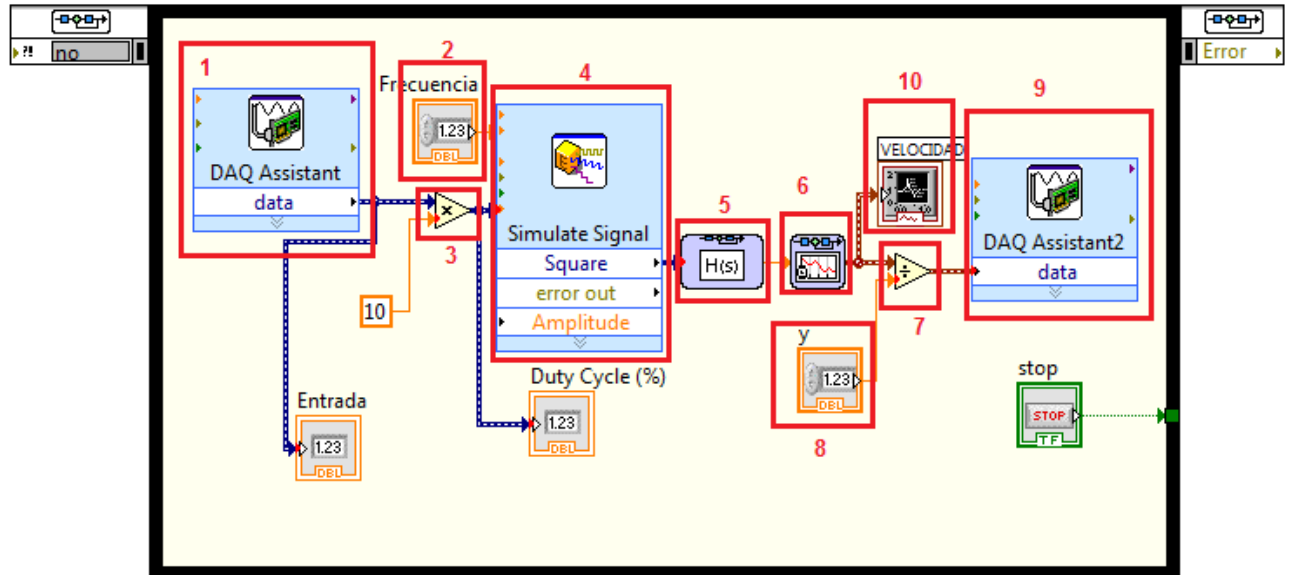 ?! no
Error
1
2
4
10
9
Frecuencia
1.23
DBL
DAQ Assistant
data
×
3
Simulate Signal
Square
error out
Amplitude
10
5
H(s)
6
VELOCIDAD
÷
7
DAQ Assistant2
data
y
1.23
DBL
8
stop
STOP
TF
Duty Cycle (%)
1.23
DBL
Entrada
1.23
DBL